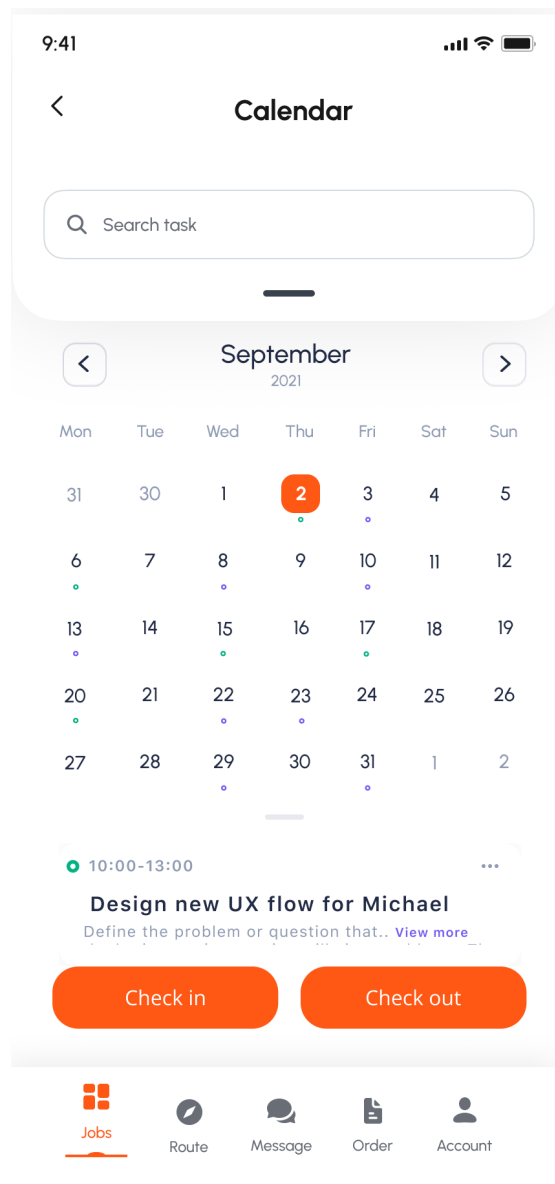 9:41
Calendar
Search task
September
2021
Mon Tue Wed Thu Fri Sat Sun
31 30 1 2 3 4 5
6 7 8 9 10 11 12
13 14 15 16 17 18 19
20 21 22 23 24 25 26
27 28 29 30 31 1 2
10:00-13:00
Design new UX flow for Michael
Define the problem or question that.. View more
Check in Check out
Jobs Route Message Order Account